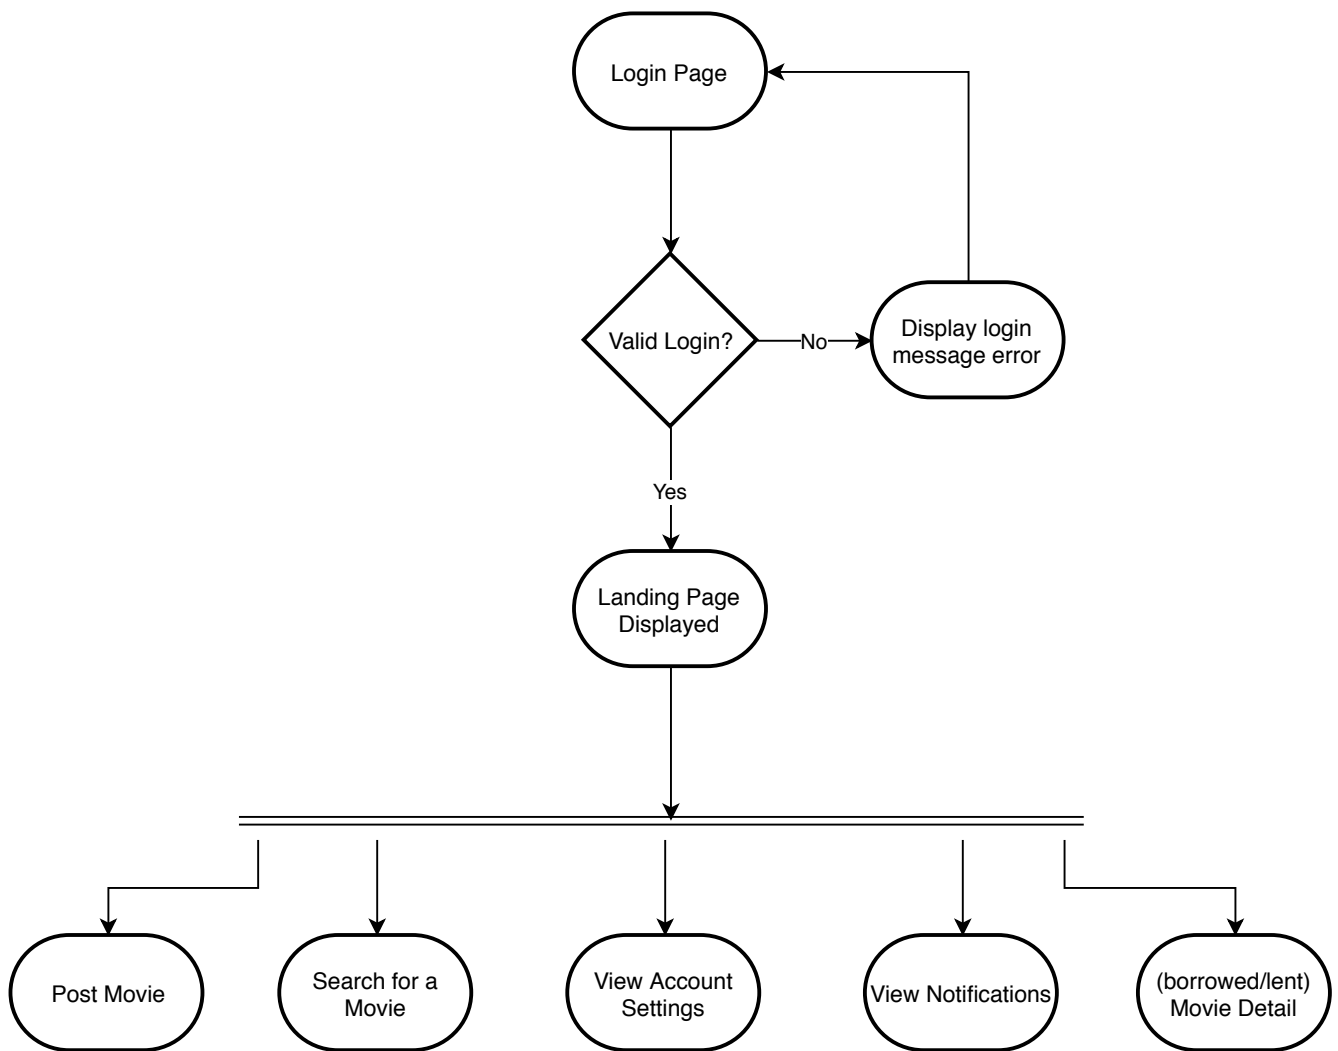 Login Page
Valid Login?
No
Display login
message error
Yes
Landing Page
Displayed
Post Movie
Search for a
Movie
View Account
Settings
View Notifications
(borrowed/lent)
Movie Detail